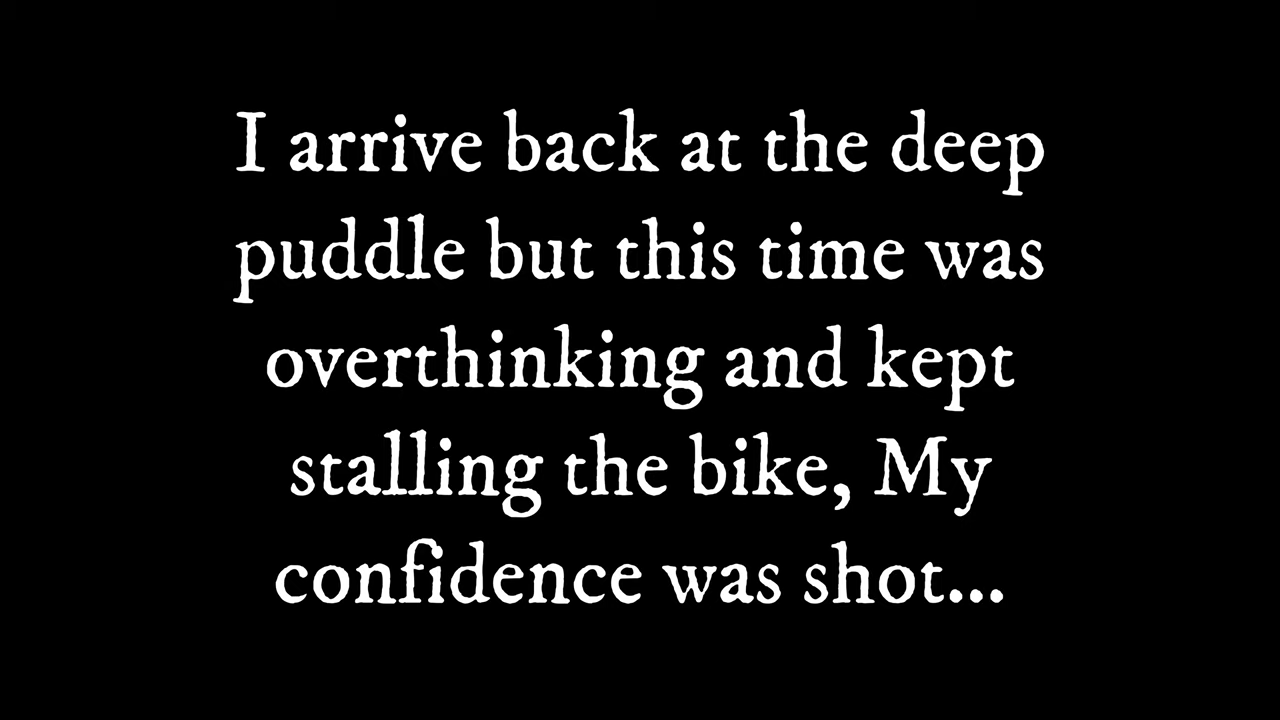 I arrive back at the deep
puddle but this time was
overthinking and kept
stalling the bike, My
confidence was shot...